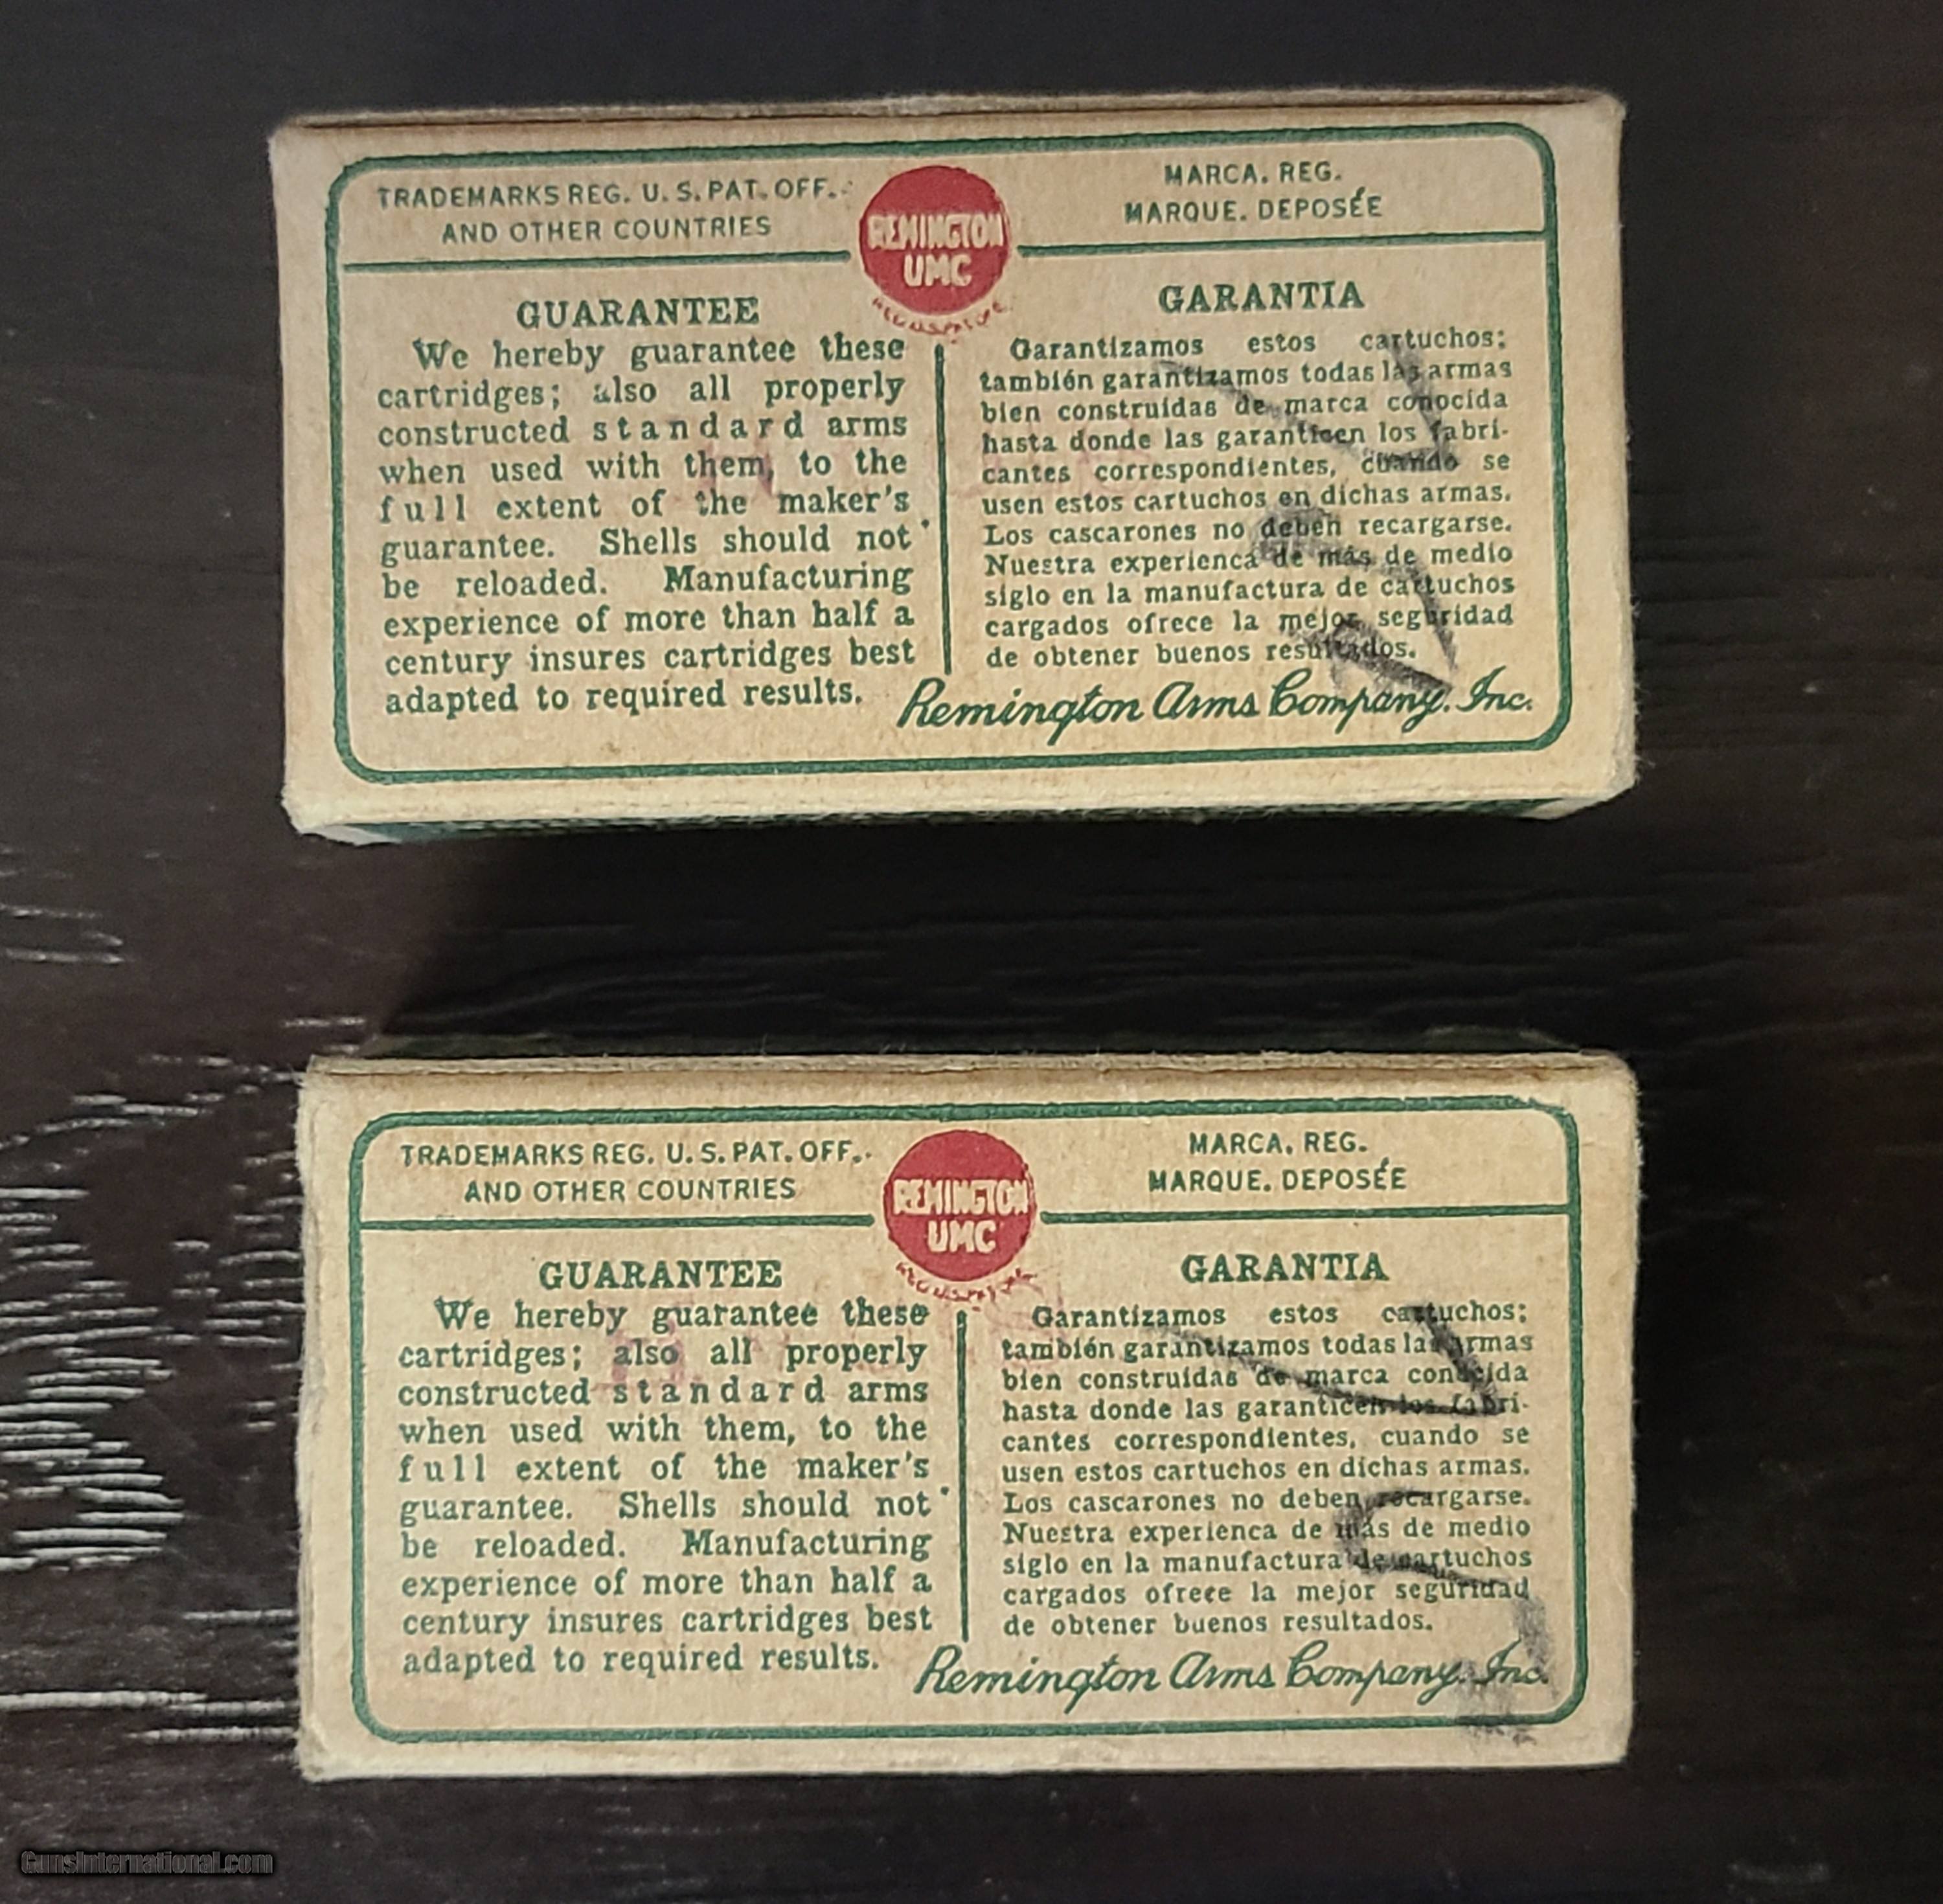 TRADEMARKS REG. U.S. PAT. OFF.
AND OTHER COUNTRIES
REMINGTON
UMC
MARCA. REG.
MARQUE. DEPOSÉE
GUARANTEE
We hereby guarantee these
cartridges; also all properly
constructed standard arms
when used with them, to the
full extent of the maker's
guarantee. Shells should not
be reloaded. Manufacturing
experience of more than half a
century insures cartridges best
adapted to required results.
GARANTIA
Garantizamos estos cartuchos;
también garantizamos todas las armas
bien construidas de marca conocida
hasta donde las garanticen los fabri-
cantes correspondientes, cuando se
usen estos cartuchos en dichas armas.
Los cascarones no deben recargarse.
Nuestra experienca de más de medio
siglo en la manufactura de cartuchos
cargados ofrece la mejor seguridad
de obtener buenos resultados.
Remington Arms Company, Inc.
TRADEMARKS REG. U.S. PAT. OFF.
AND OTHER COUNTRIES
REMINGTON
UMC
MARCA. REG.
MARQUE. DEPOSÉE
GUARANTEE
We hereby guarantee these
cartridges; also all properly
constructed standard arms
when used with them, to the
full extent of the maker's
guarantee. Shells should not
be reloaded. Manufacturing
experience of more than half a
century insures cartridges best
adapted to required results.
GARANTIA
Garantizamos estos cartuchos;
también garantizamos todas las armas
bien construidas de marca conocida
hasta donde las garanticen los fabri-
cantes correspondientes, cuando se
usen estos cartuchos en dichas armas.
Los cascarones no deben recargarse.
Nuestra experienca de más de medio
siglo en la manufactura de cartuchos
cargados ofrece la mejor seguridad
de obtener buenos resultados.
Remington Arms Company, Inc.
GunsInternational.com